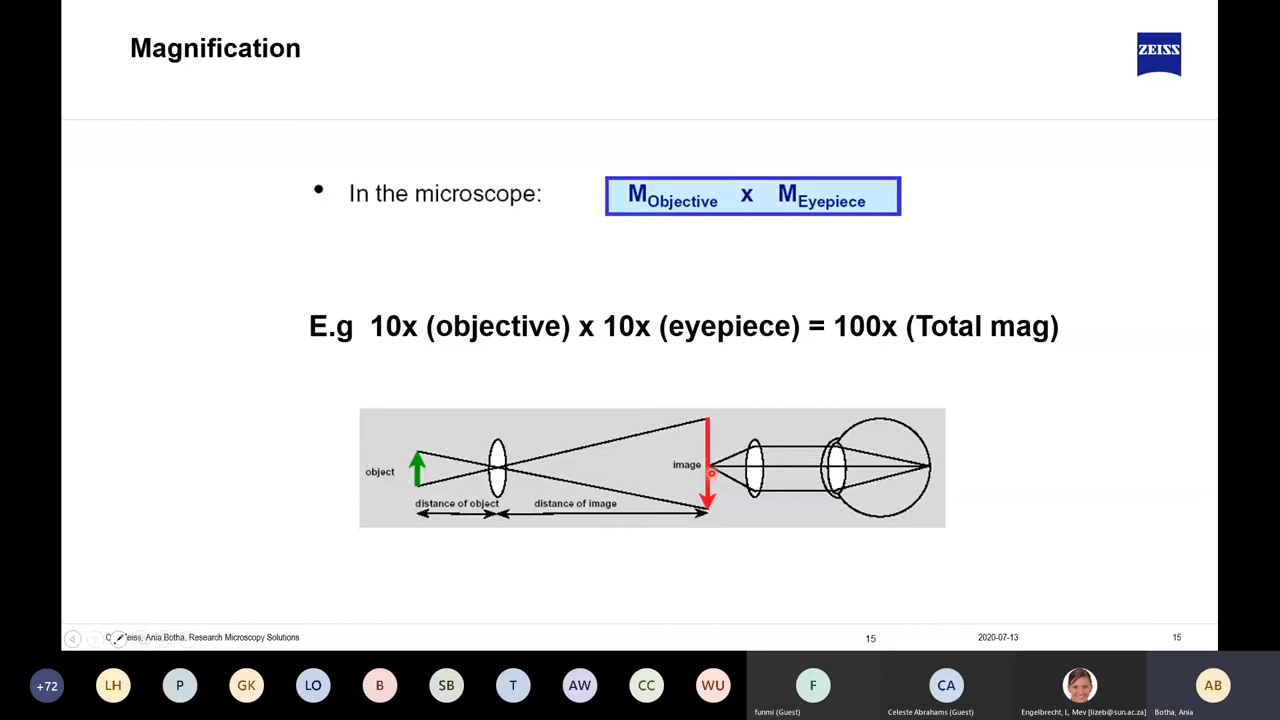 Magnification
ZEISS
• In the microscope: M Objective x M Eyepiece
E.g 10x (objective) x 10x (eyepiece) = 100x (Total mag)
object
image
distance of object
distance of image
Zeiss, Ania Botha, Research Microscopy Solutions
15
2020-07-13
15
+72
LH
P
GK
LO
B
SB
T
AW
CC
WU
F
CA
AB
funmi (Guest)
Celeste Abrahams (Guest)
Engelbrecht, L, Mev [lizeb@sun.ac.za]
Botha, Ania